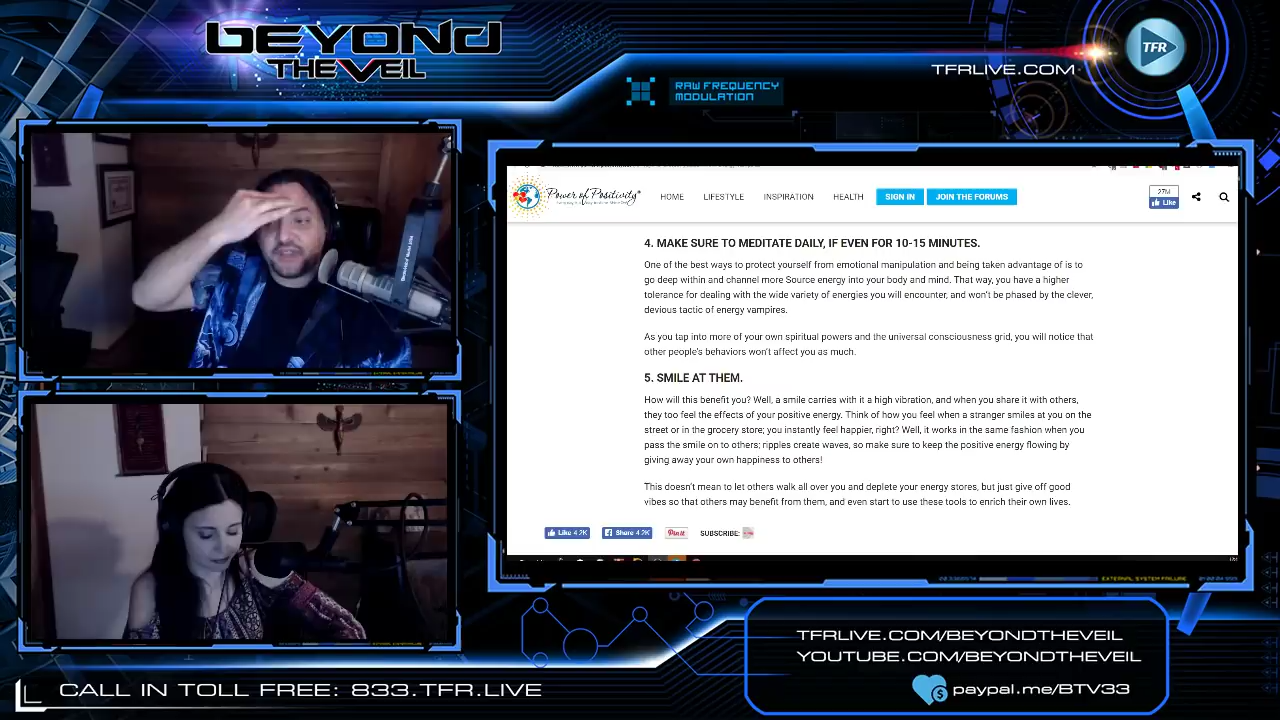 BEYOND
THE VEIL
TFR
TFRLIVE.COM
RAW FREQUENCY
MODULATION
Power of Positivity
HOME LIFESTYLE INSPIRATION HEALTH SIGN IN JOIN THE FORUMS
27M
Like
4. MAKE SURE TO MEDITATE DAILY, IF EVEN FOR 10-15 MINUTES.
One of the best ways to protect yourself from emotional manipulation and being taken advantage of is to
go deep within and channel more Source energy into your body and mind. That way, you have a higher
tolerance for dealing with the wide variety of energies you will encounter, and won't be phased by the clever,
devious tactic of energy vampires.
As you tap into more of your own spiritual powers and the universal consciousness grid, you will notice that
other people's behaviors won't affect you as much.
5. SMILE AT THEM.
How will this benefit you? Well, a smile carries with it a high vibration, and when you share it with others,
they too feel the effects of your positive energy. Think of how you feel when a stranger smiles at you on the
street or in the grocery store; you instantly feel happier, right? Well, it works in the same fashion when you
pass the smile on to others; ripples create waves, so make sure to keep the positive energy flowing by
giving away your own happiness to others!
This doesn't mean to let others walk all over you and deplete your energy stores, but just give off good
vibes so that others may benefit from them, and even start to use these tools to enrich their own lives.
Like 4.2K Share 4.2K Pin it SUBSCRIBE:
EXTERNAL SYSTEM FAILURE
TFRLIVE.COM/BEYONDTHEVEIL
YOUTUBE.COM/BEYONDTHEVEIL
paypal.me/BTV33
CALL IN TOLL FREE: 833.TFR.LIVE